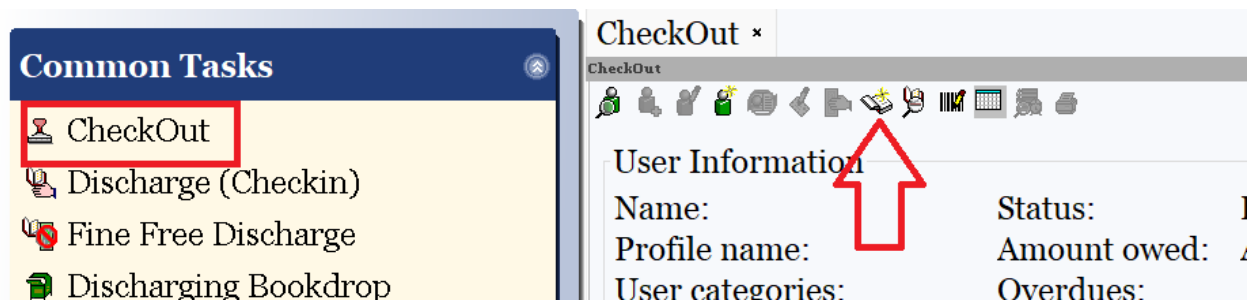 Common Tasks
CheckOut
Discharge (Checkin)
Fine Free Discharge
Discharging Bookdrop
CheckOut ×
CheckOut
User Information
Name: Status:
Profile name: Amount owed:
User categories: Overdues: